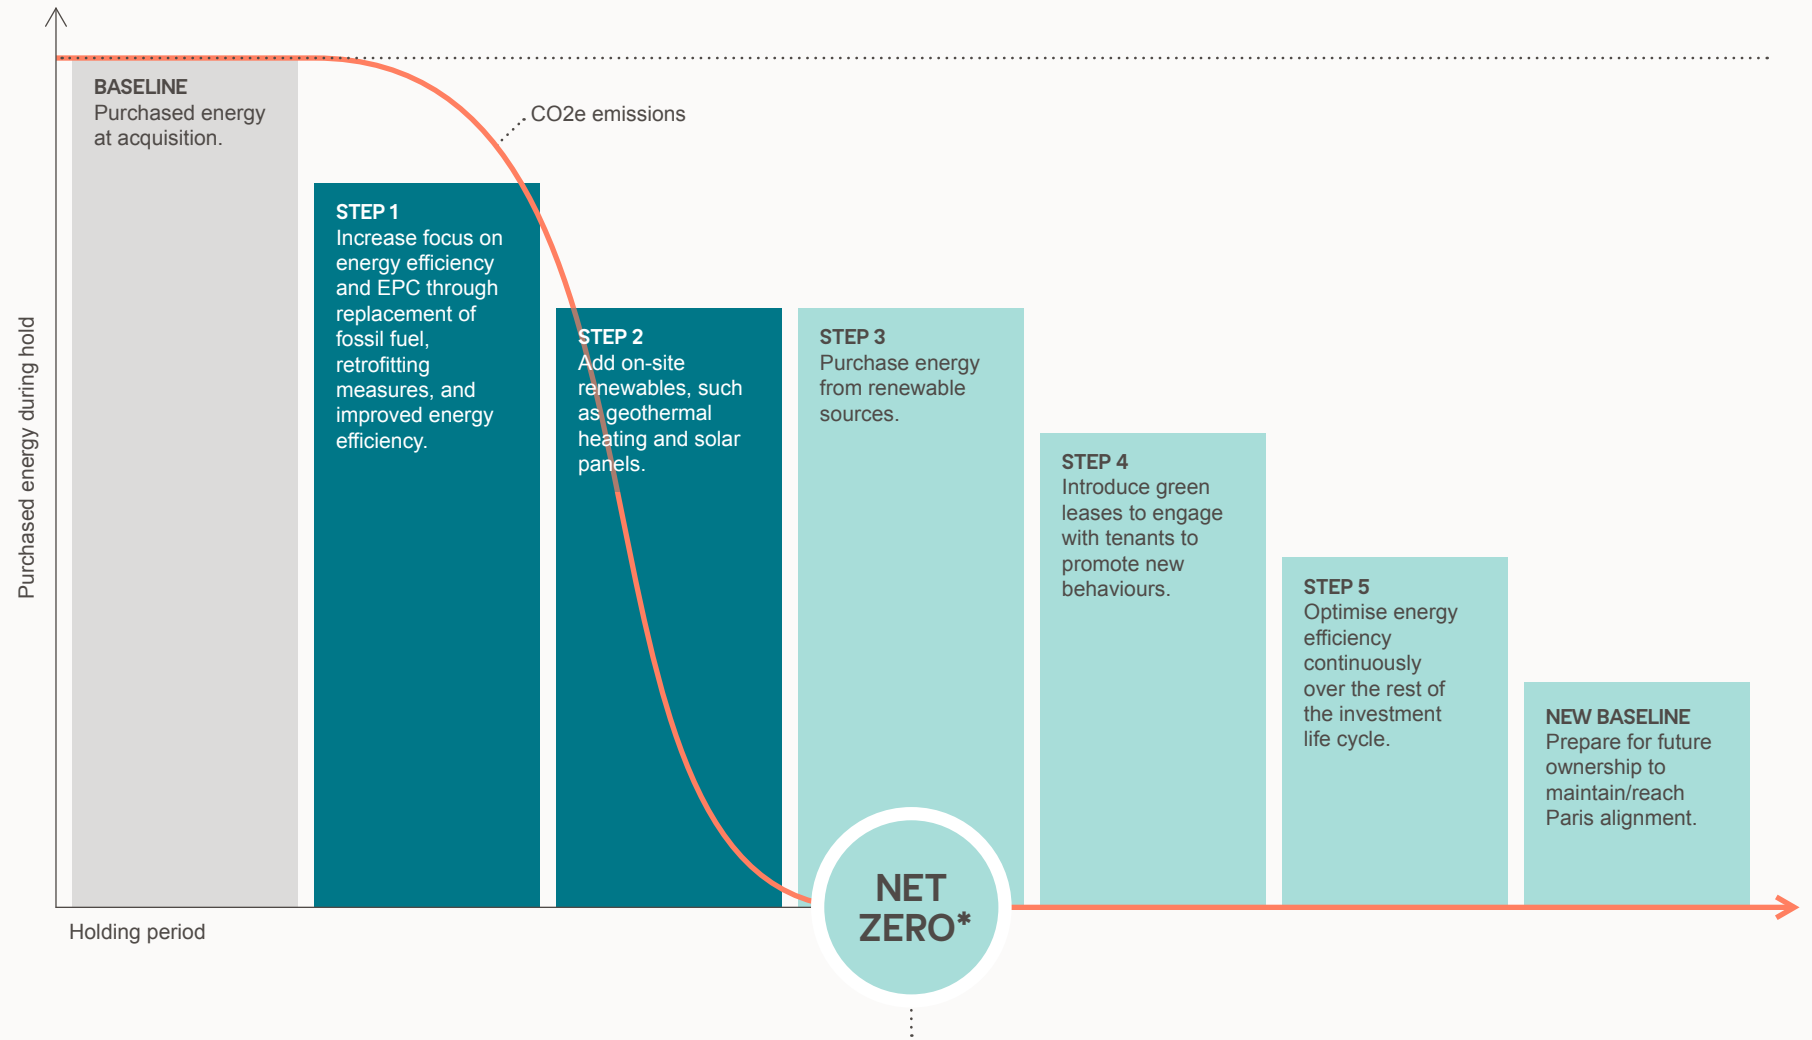 BASELINE
Purchased energy
at acquisition.
CO2e emissions
STEP 1
Increase focus on
energy efficiency
and EPC through
replacement of
fossil fuel,
retrofitting
measures, and
improved energy
efficiency.
STEP 2
Add on-site
renewables, such
as geothermal
heating and solar
panels.
STEP 3
Purchase energy
from renewable
sources.
STEP 4
Introduce green
leases to engage
with tenants to
promote new
behaviours.
STEP 5
Optimise energy
efficiency
continuously
over the rest of
the investment
life cycle.
NEW BASELINE
Prepare for future
ownership to
maintain/reach
Paris alignment.
Purchased energy during hold
Holding period
NET
ZERO*